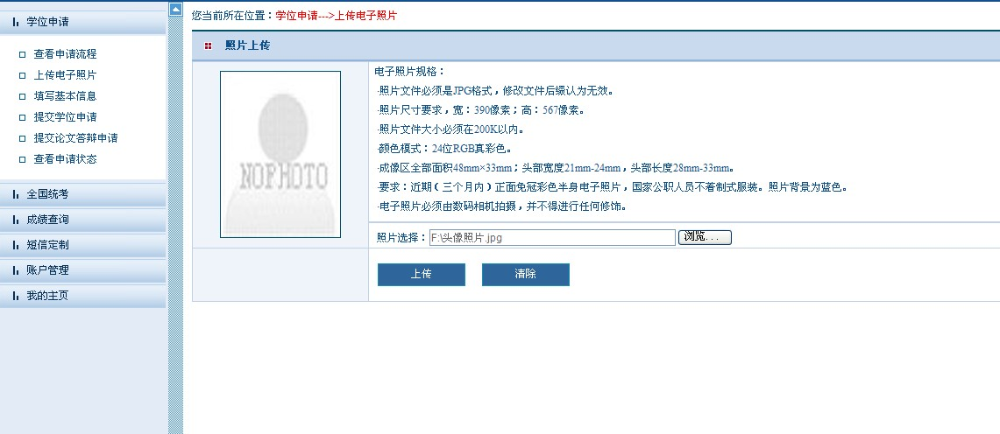 学位申请
查看申请流程
上传电子照片
填写基本信息
提交学位申请
提交论文答辩申请
查看申请状态
全国统考
成绩查询
短信定制
账户管理
我的主页
您当前所在位置：学位申请--->上传电子照片
照片上传
NOPHOTO
电子照片规格：
·照片文件必须是JPG格式，修改文件后缀认为无效。
·照片尺寸要求，宽：390像素；高：567像素。
·照片文件大小必须在200K以内。
·颜色模式：24位RGB真彩色。
·成像区全部面积48mm×33mm；头部宽度21mm-24mm，头部长度28mm-33mm。
·要求：近期（三个月内）正面免冠彩色半身电子照片，国家公职人员不着制式服装。照片背景为蓝色。
·电子照片必须由数码相机拍摄，并不得进行任何修饰。
照片选择：F:\头像照片.jpg 浏览...
上传 清除